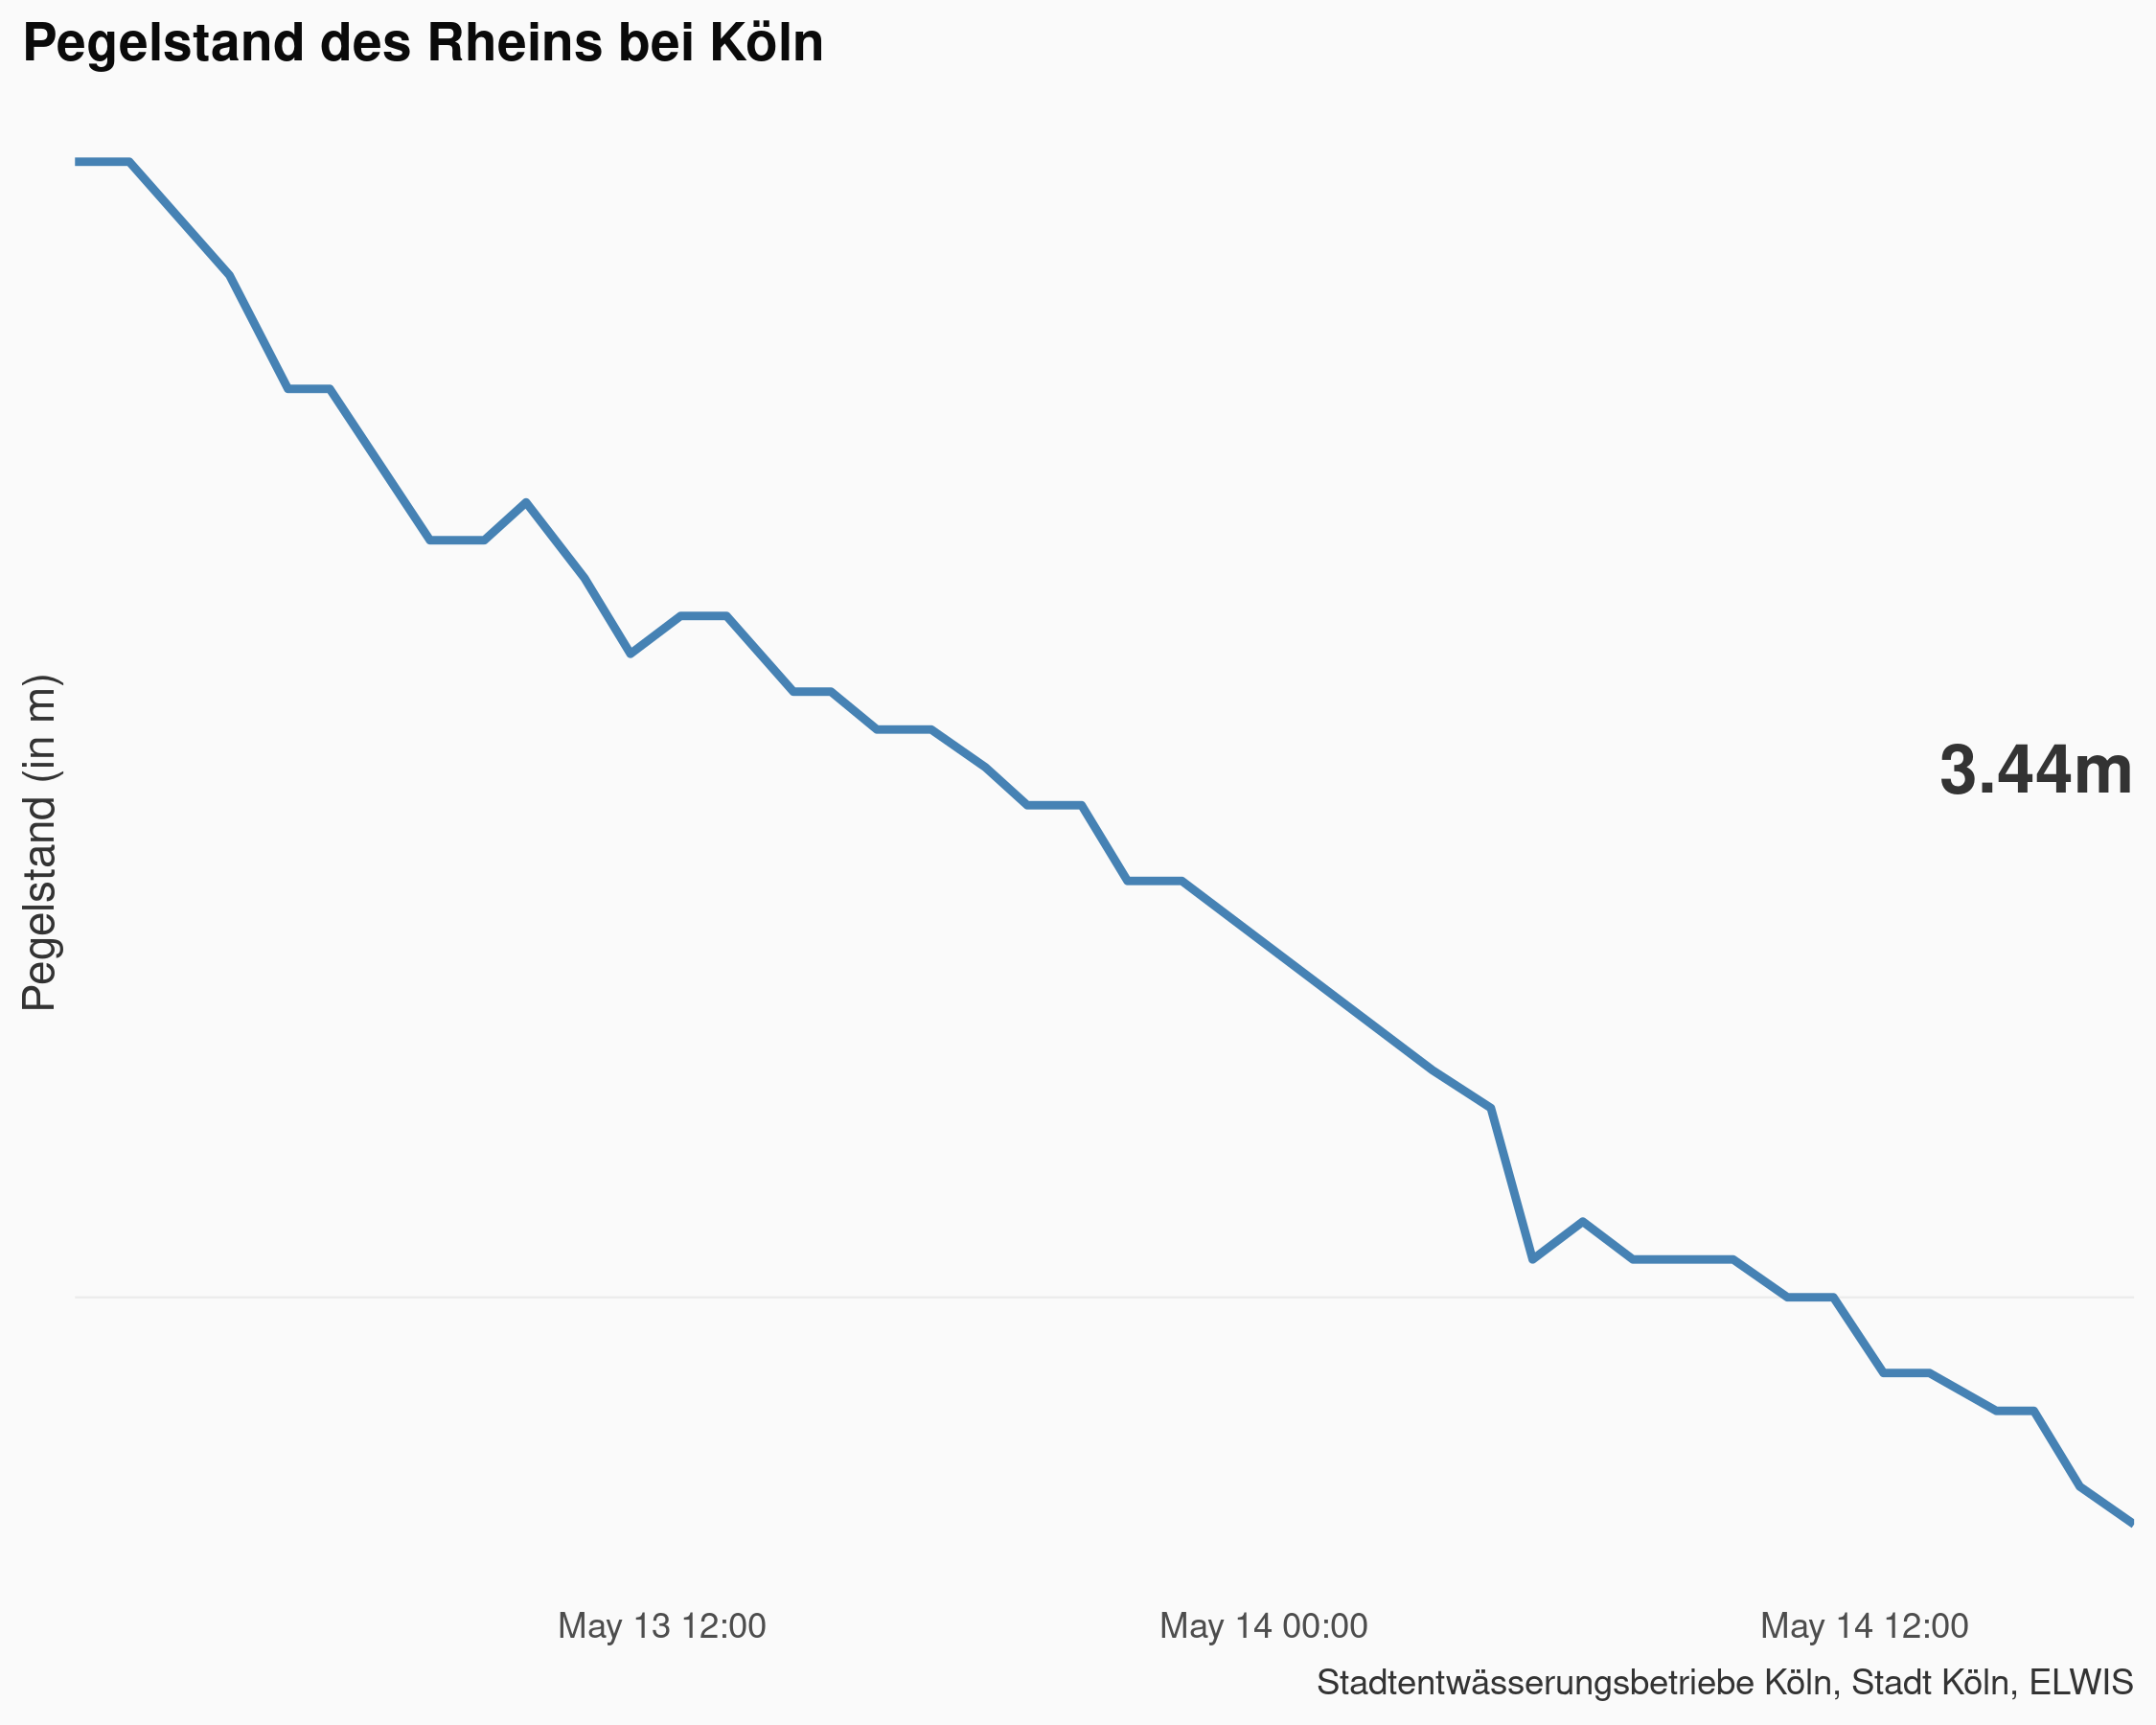 Pegelstand des Rheins bei Köln
Pegelstand (in m)
3.44m
May 13 12:00
May 14 00:00
May 14 12:00
Stadtentwässerungsbetriebe Köln, Stadt Köln, ELWIS